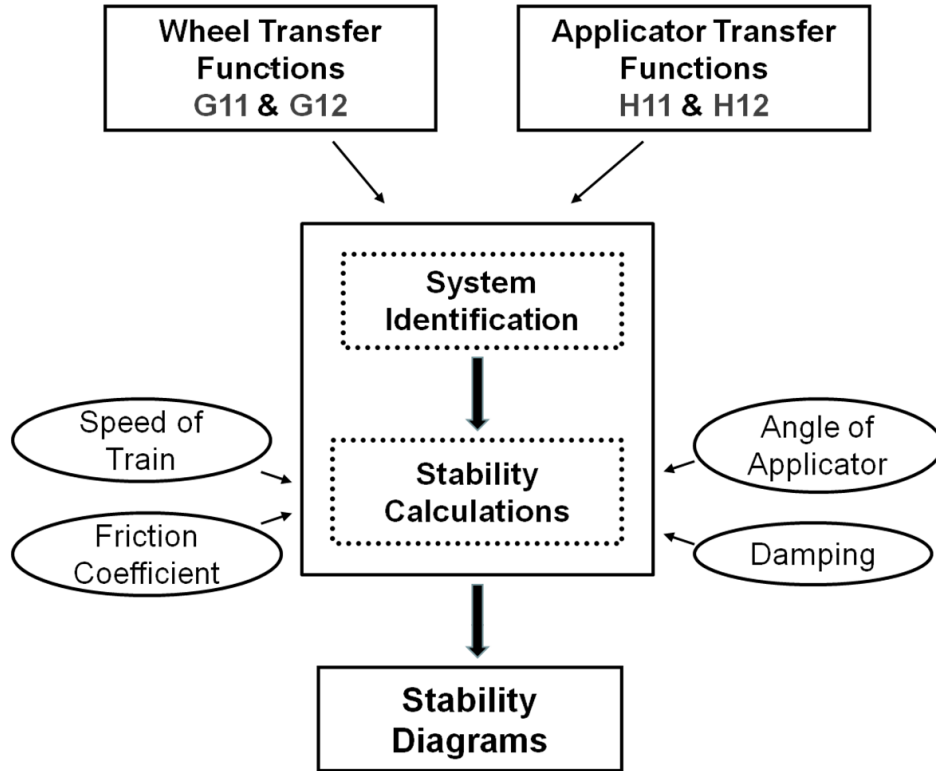 Wheel Transfer
Functions
G11 & G12
Applicator Transfer
Functions
H11 & H12
System
Identification
Speed of
Train
Angle of
Applicator
Stability
Calculations
Friction
Coefficient
Damping
Stability
Diagrams